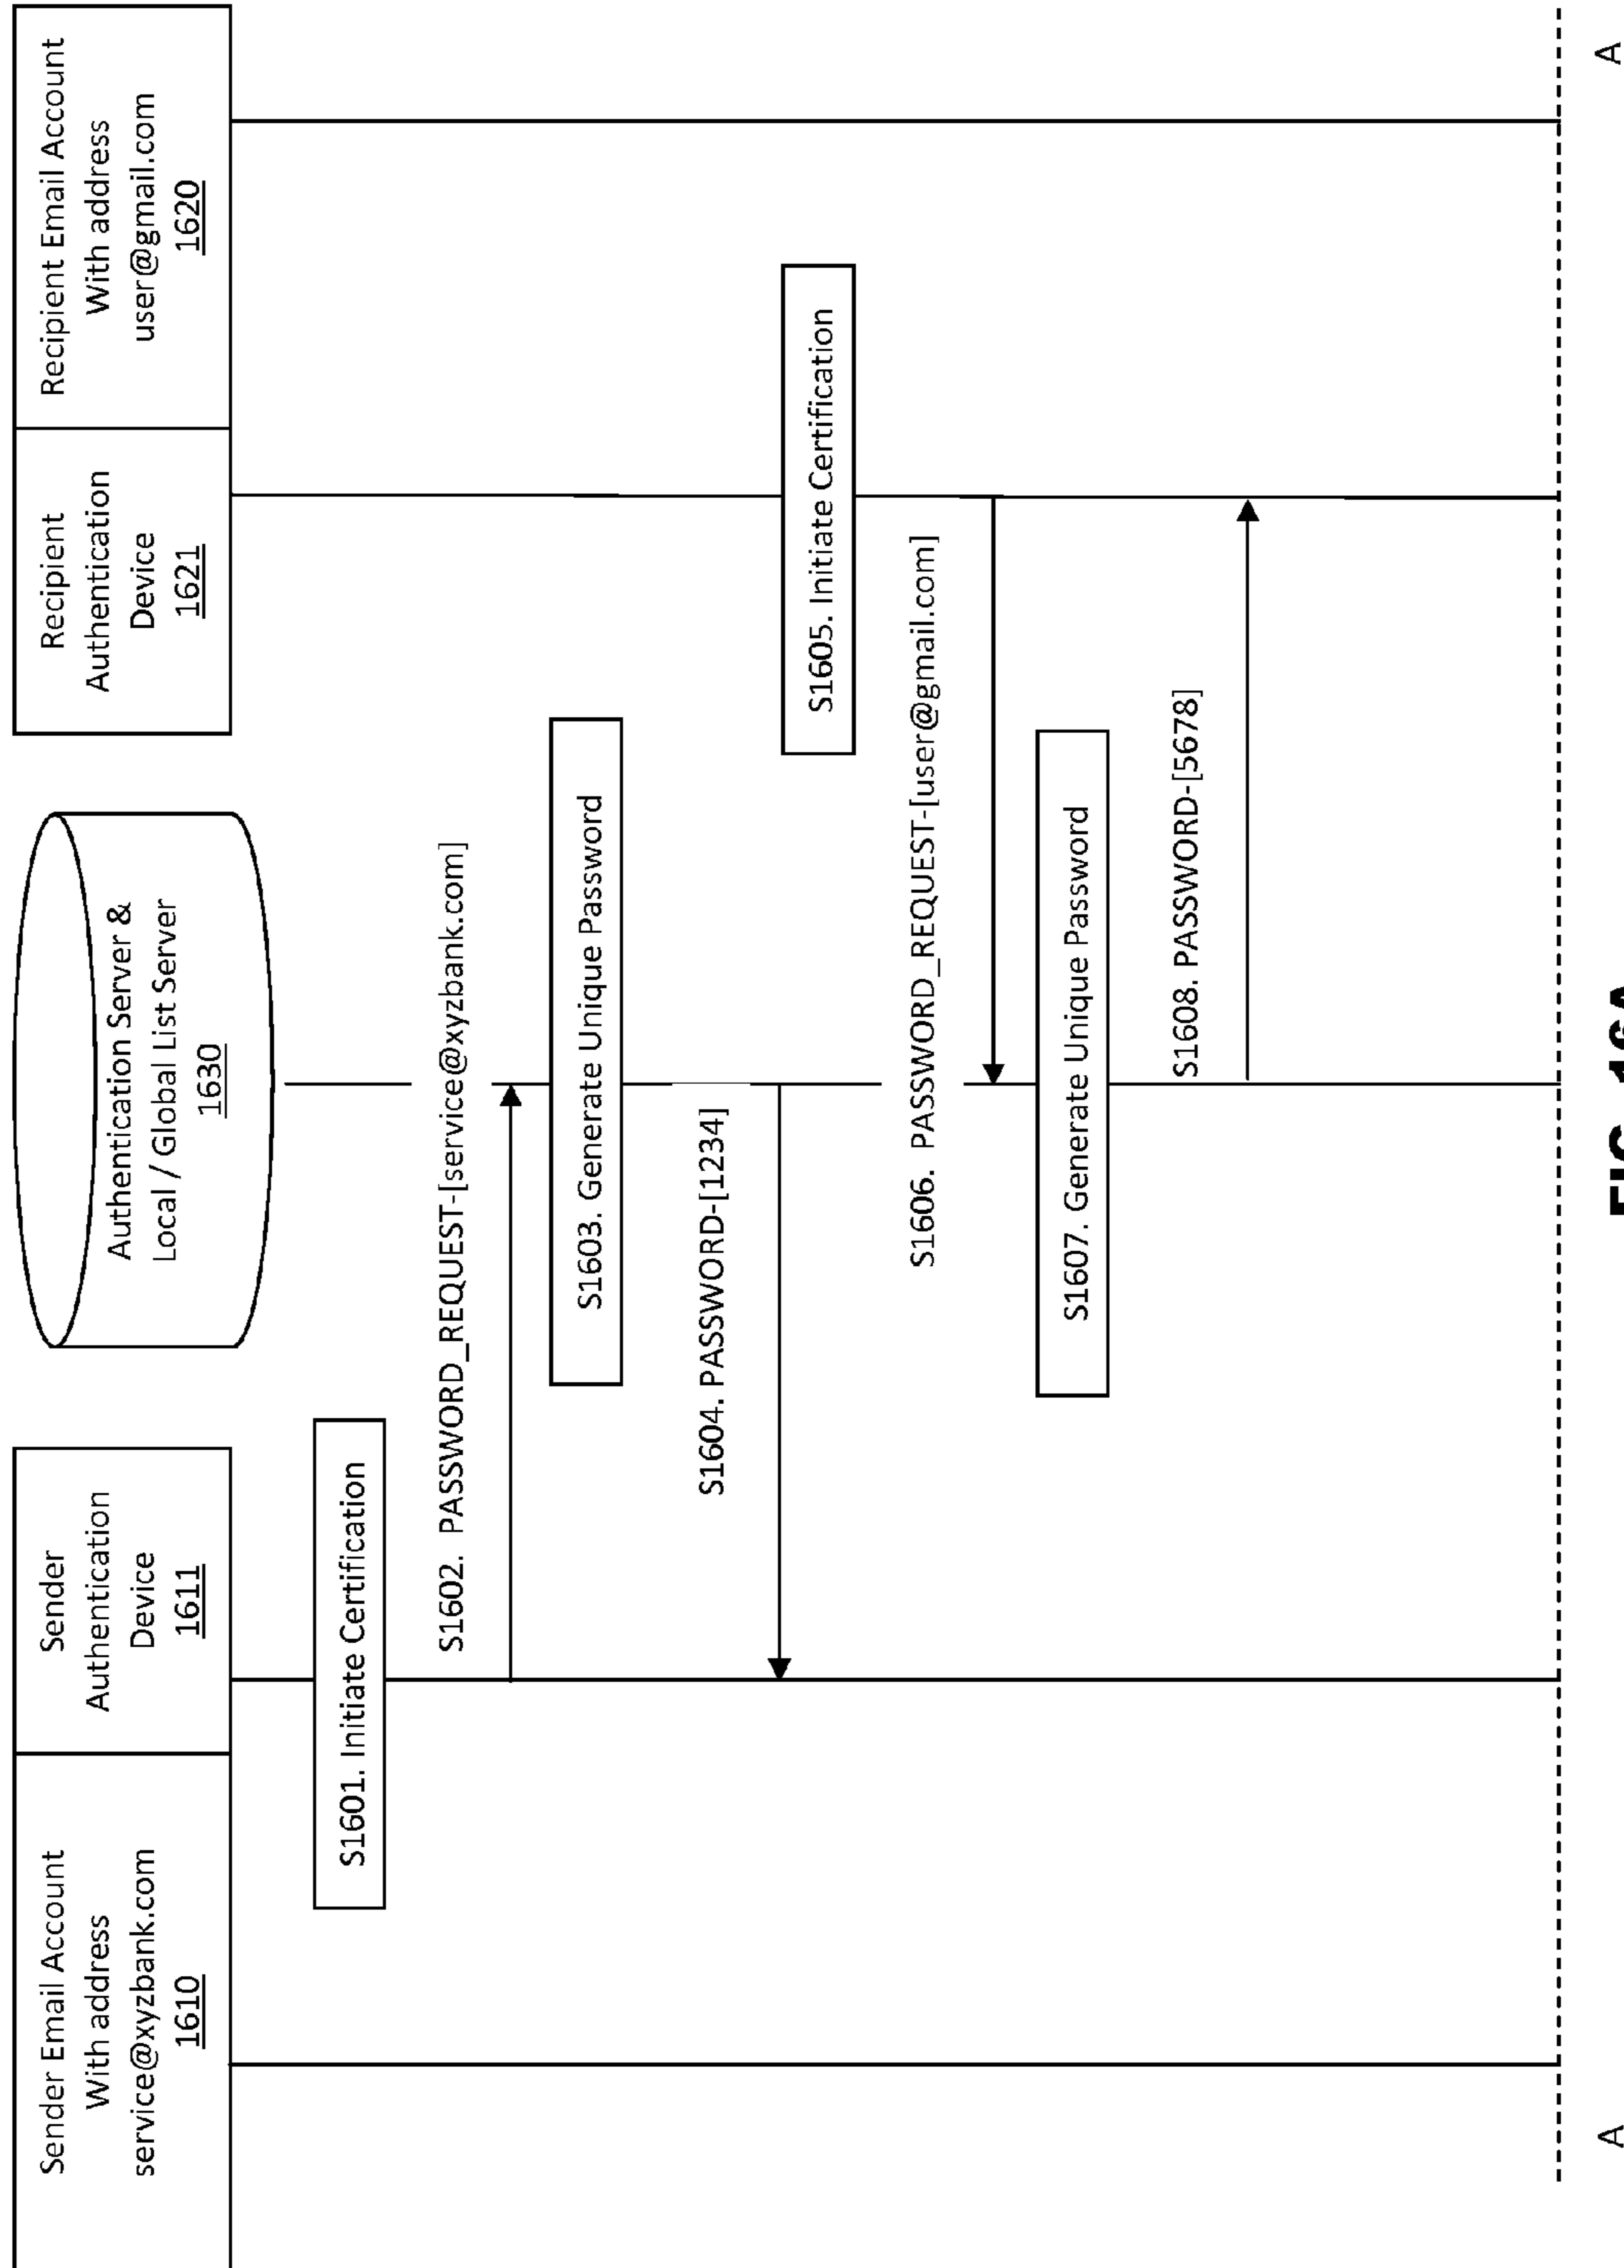 Sender Email Account
With address
service@xyzbank.com
1610
Sender
Authentication
Device
1611
Authentication Server &
Local / Global List Server
1630
Recipient
Authentication
Device
1621
Recipient Email Account
With address
user@gmail.com
1620
S1601. Initiate Certification
S1602. PASSWORD_REQUEST-[service@xyzbank.com]
S1603. Generate Unique Password
S1604. PASSWORD-[1234]
S1605. Initiate Certification
S1606. PASSWORD_REQUEST-[user@gmail.com]
S1607. Generate Unique Password
S1608. PASSWORD-[5678]
A
A
FIG. 16A